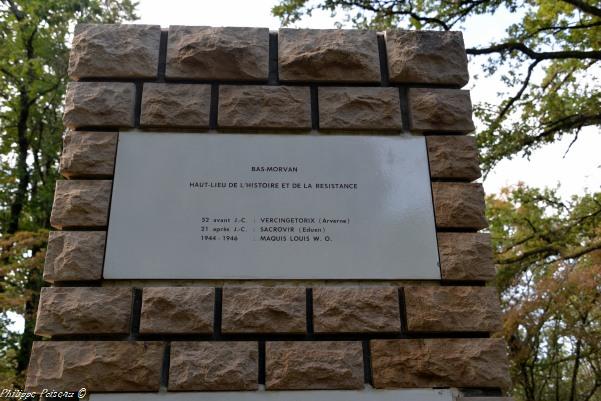 BAS-MORVAN
HAUT-LIEU DE L'HISTOIRE ET DE LA RESISTANCE
52 avant J.-C. : VERCINGETORIX (Arverne)
21 après J.-C. : SACROVIR (Eduen)
1944-1946 : MAQUIS LOUIS W. O.
Philippe Poiseau ©